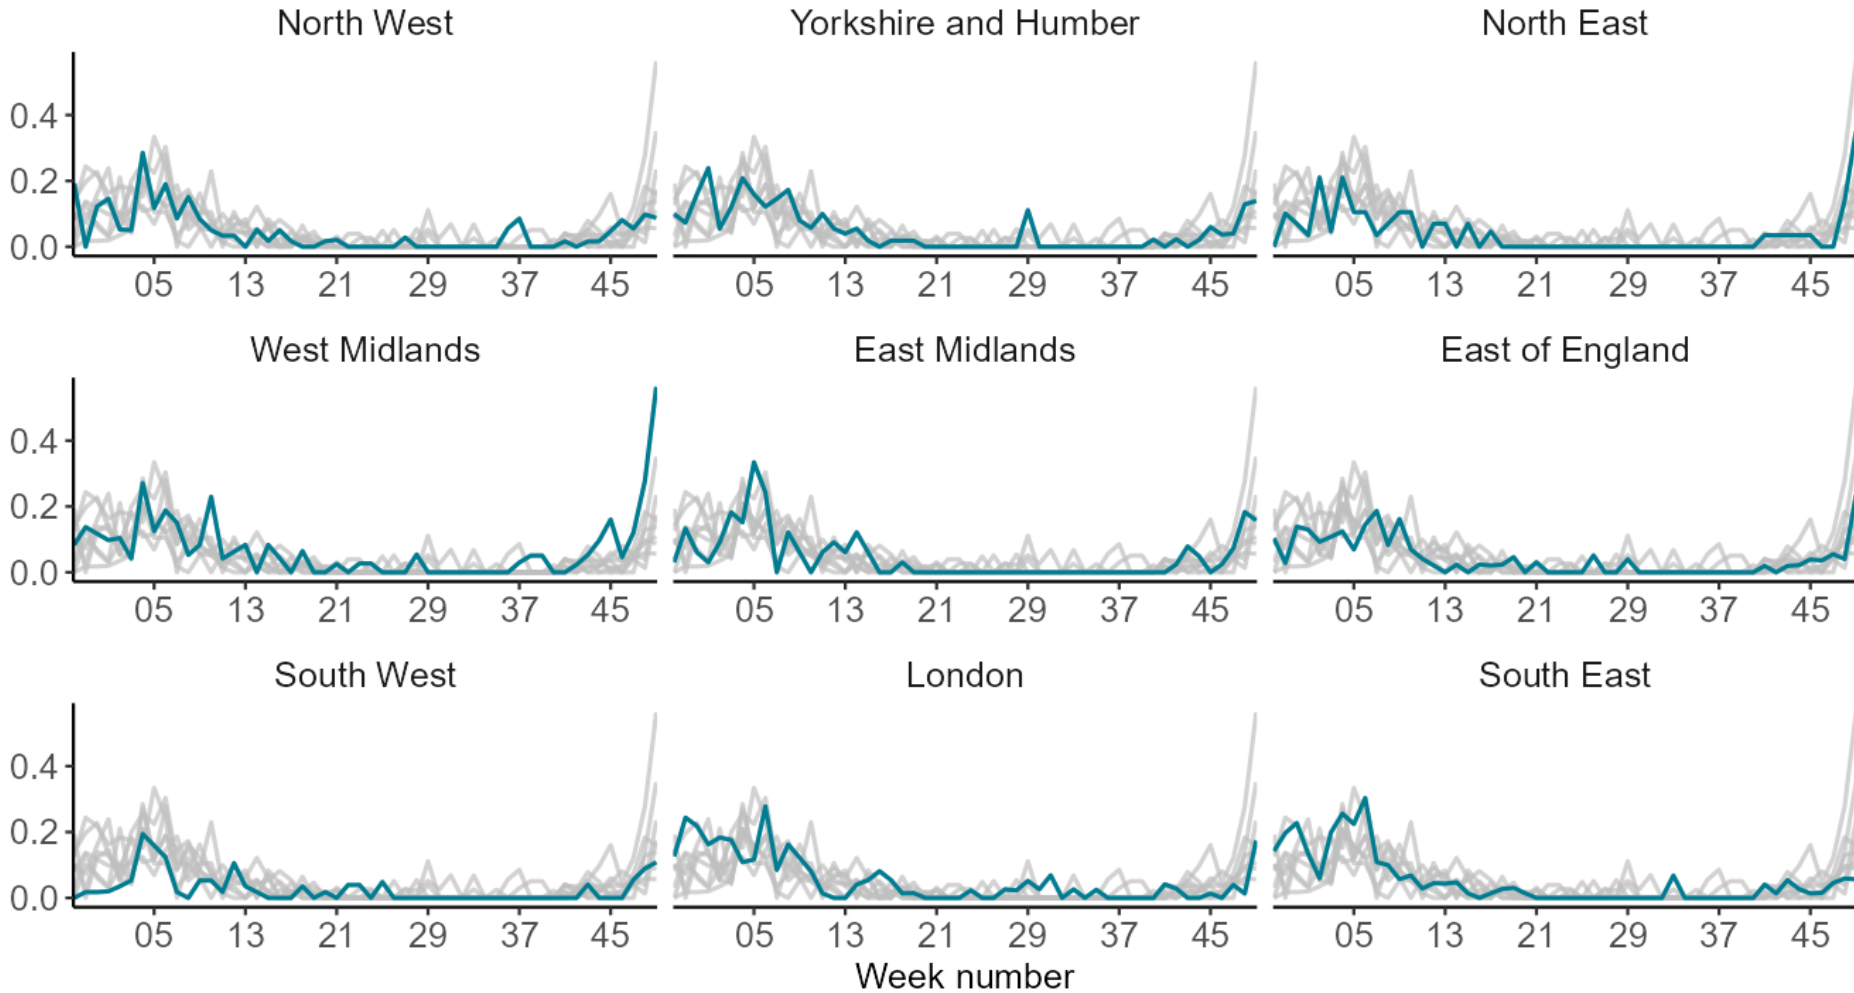 North West Yorkshire and Humber North East
0.4
0.2
0.0
05 13 21 29 37 45 05 13 21 29 37 45 05 13 21 29 37 45
West Midlands East Midlands East of England
0.4
0.2
0.0
05 13 21 29 37 45 05 13 21 29 37 45 05 13 21 29 37 45
South West London South East
0.4
0.2
0.0
05 13 21 29 37 45 05 13 21 29 37 45 05 13 21 29 37 45
Week number